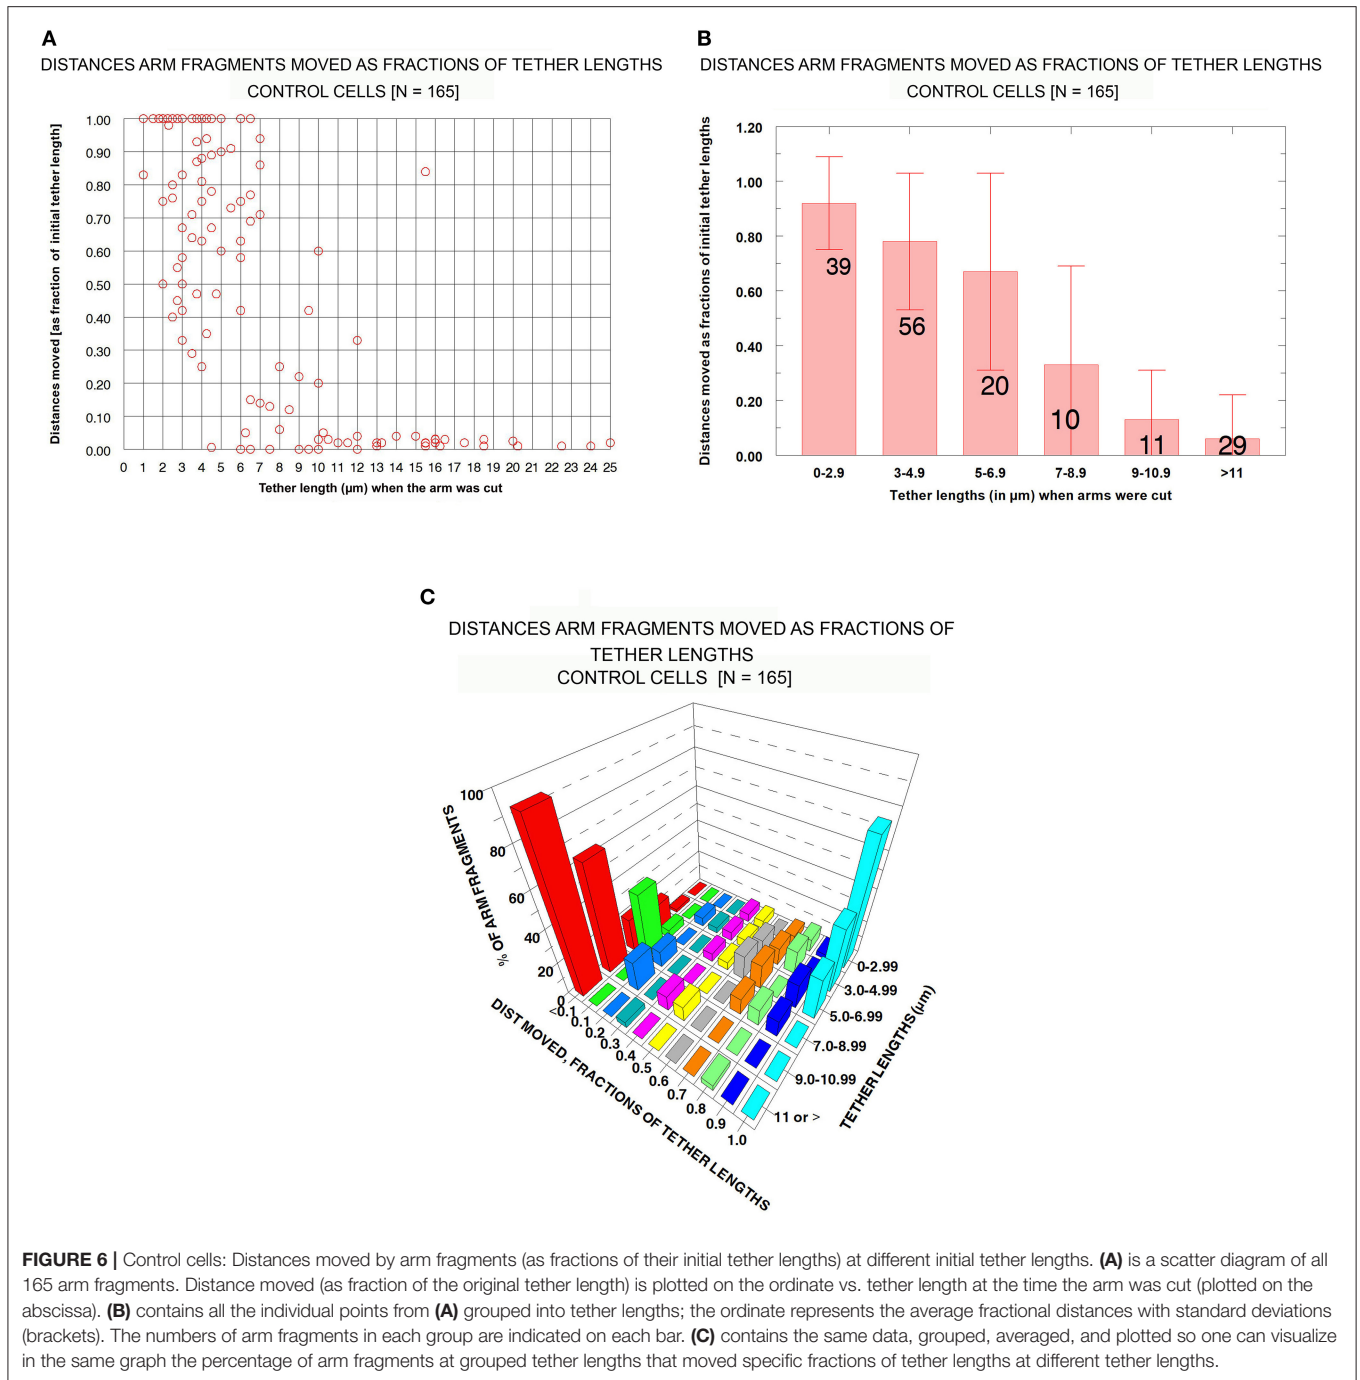 A
DISTANCES ARM FRAGMENTS MOVED AS FRACTIONS OF TETHER LENGTHS
CONTROL CELLS [N = 165]
Distances moved [as fraction of initial tether length]
1.00
0.90
0.80
0.70
0.60
0.50
0.40
0.30
0.20
0.10
0.00
0 1 2 3 4 5 6 7 8 9 10 11 12 13 14 15 16 17 18 19 20 21 22 23 24 25
Tether length (µm) when the arm was cut
B
DISTANCES ARM FRAGMENTS MOVED AS FRACTIONS OF TETHER LENGTHS
CONTROL CELLS [N = 165]
Distances moved as fractions of initial tether lengths
1.20
1.00
0.80
0.60
0.40
0.20
0.00
39
56
20
10
11
29
0-2.9 3-4.9 5-6.9 7-8.9 9-10.9 >11
Tether lengths (in µm) when arms were cut
C
DISTANCES ARM FRAGMENTS MOVED AS FRACTIONS OF
TETHER LENGTHS
CONTROL CELLS [N = 165]
% OF ARM FRAGMENTS
100
80
60
40
20
0
<0.1
0.1
0.2
0.3
0.4
0.5
0.6
0.7
0.8
0.9
1.0
DIST MOVED, FRACTIONS OF TETHER LENGTHS
0-2.99
3.0-4.99
5.0-6.99
7.0-8.99
9.0-10.99
11 or >
TETHER LENGTHS (µm)
FIGURE 6 | Control cells: Distances moved by arm fragments (as fractions of their initial tether lengths) at different initial tether lengths. (A) is a scatter diagram of all
165 arm fragments. Distance moved (as fraction of the original tether length) is plotted on the ordinate vs. tether length at the time the arm was cut (plotted on the
abscissa). (B) contains all the individual points from (A) grouped into tether lengths; the ordinate represents the average fractional distances with standard deviations
(brackets). The numbers of arm fragments in each group are indicated on each bar. (C) contains the same data, grouped, averaged, and plotted so one can visualize
in the same graph the percentage of arm fragments at grouped tether lengths that moved specific fractions of tether lengths at different tether lengths.